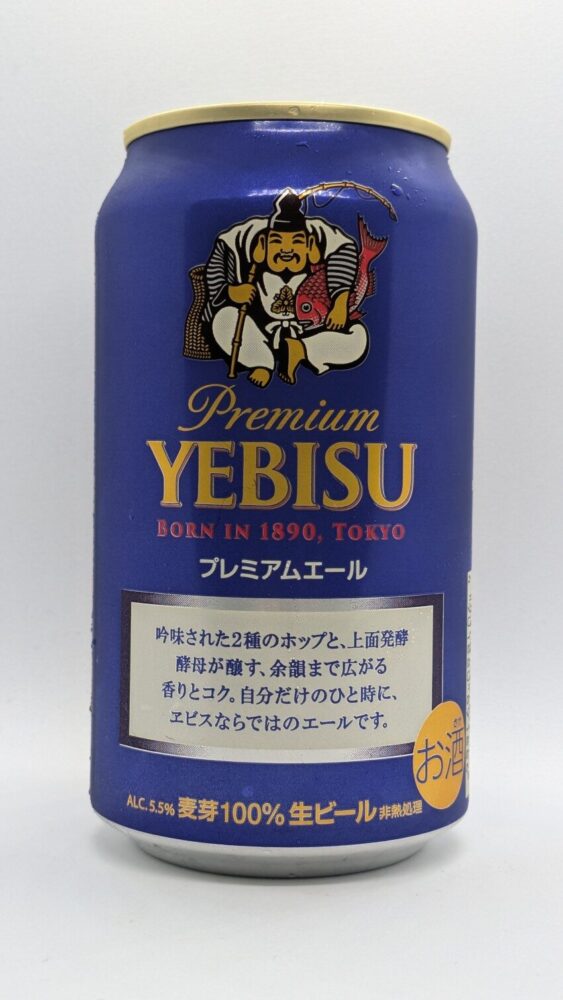 Premium
YEBISU
BORN IN 1890, TOKYO
プレミアムエール
吟味された2種のホップと、上面発酵
酵母が醸す、余韻まで広がる
香りとコク。自分だけのひと時に、
ヱビスならではのエールです。
さけ
お酒
ALC.5.5% 麦芽100% 生ビール 非熱処理